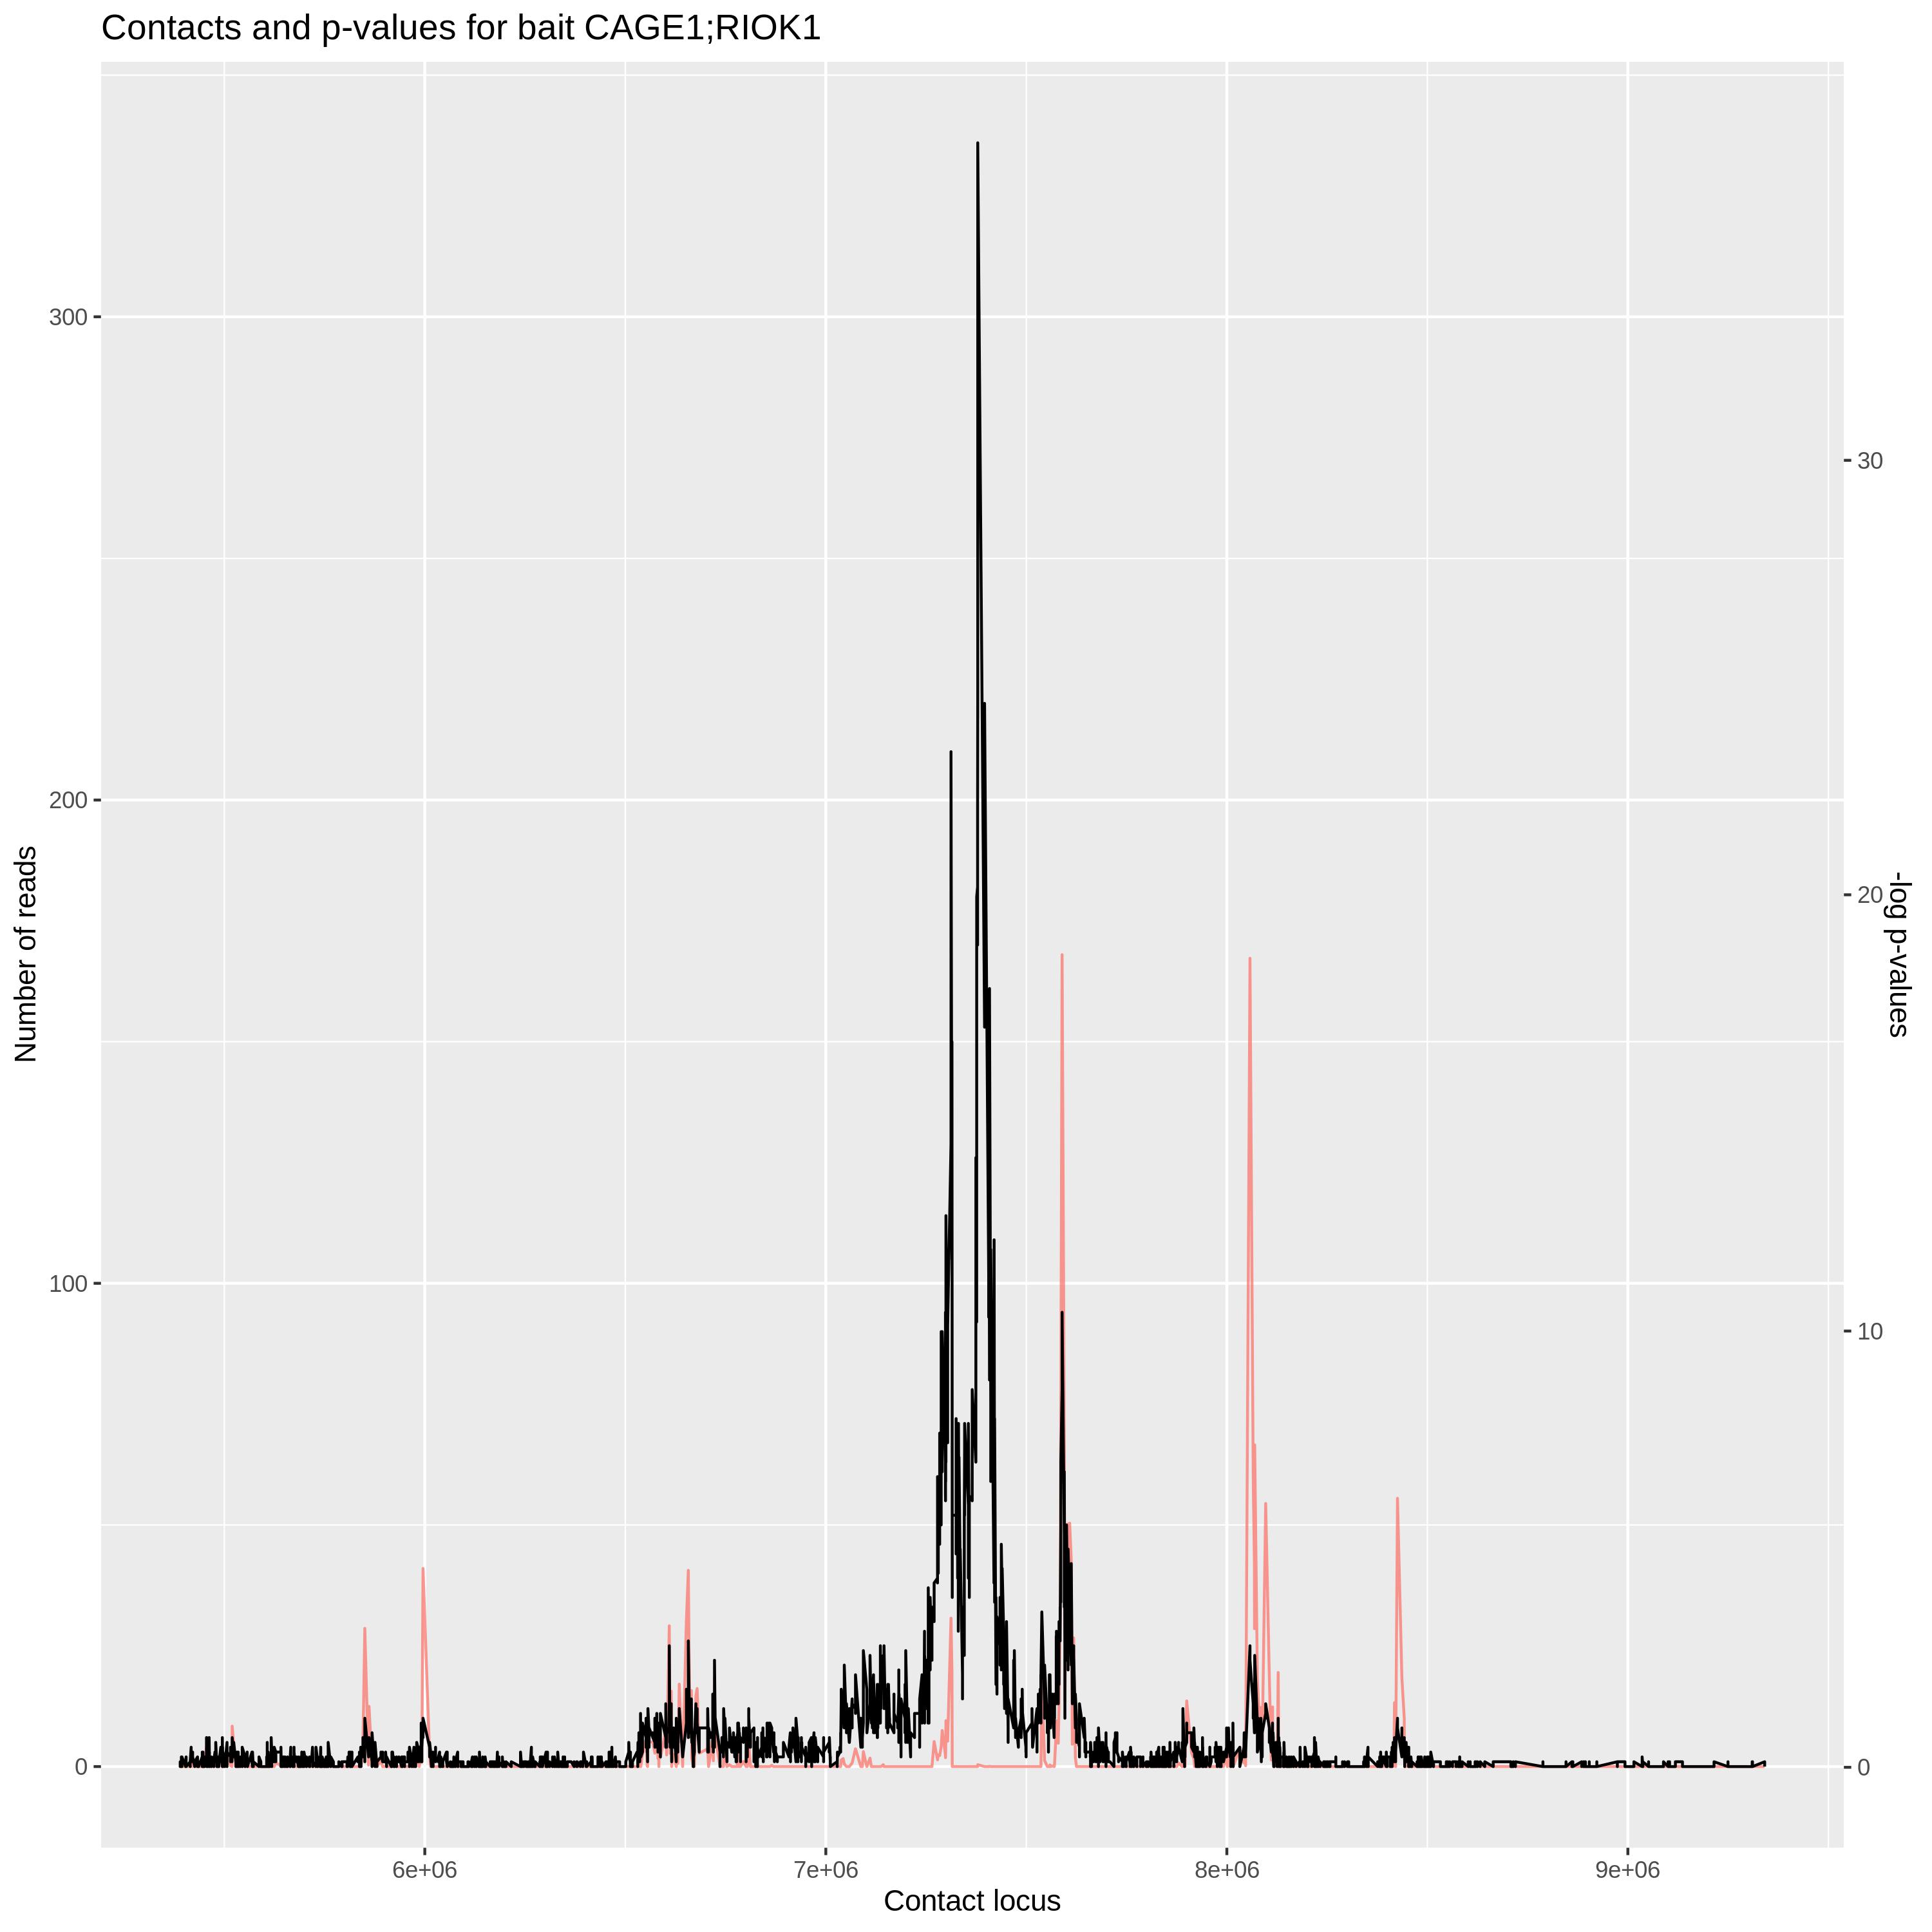 Contacts and p-values for bait CAGE1;RIOK1
Number of reads
300
200
100
0
30
20
10
0
-log p-values
6e+06
7e+06
8e+06
9e+06
Contact locus